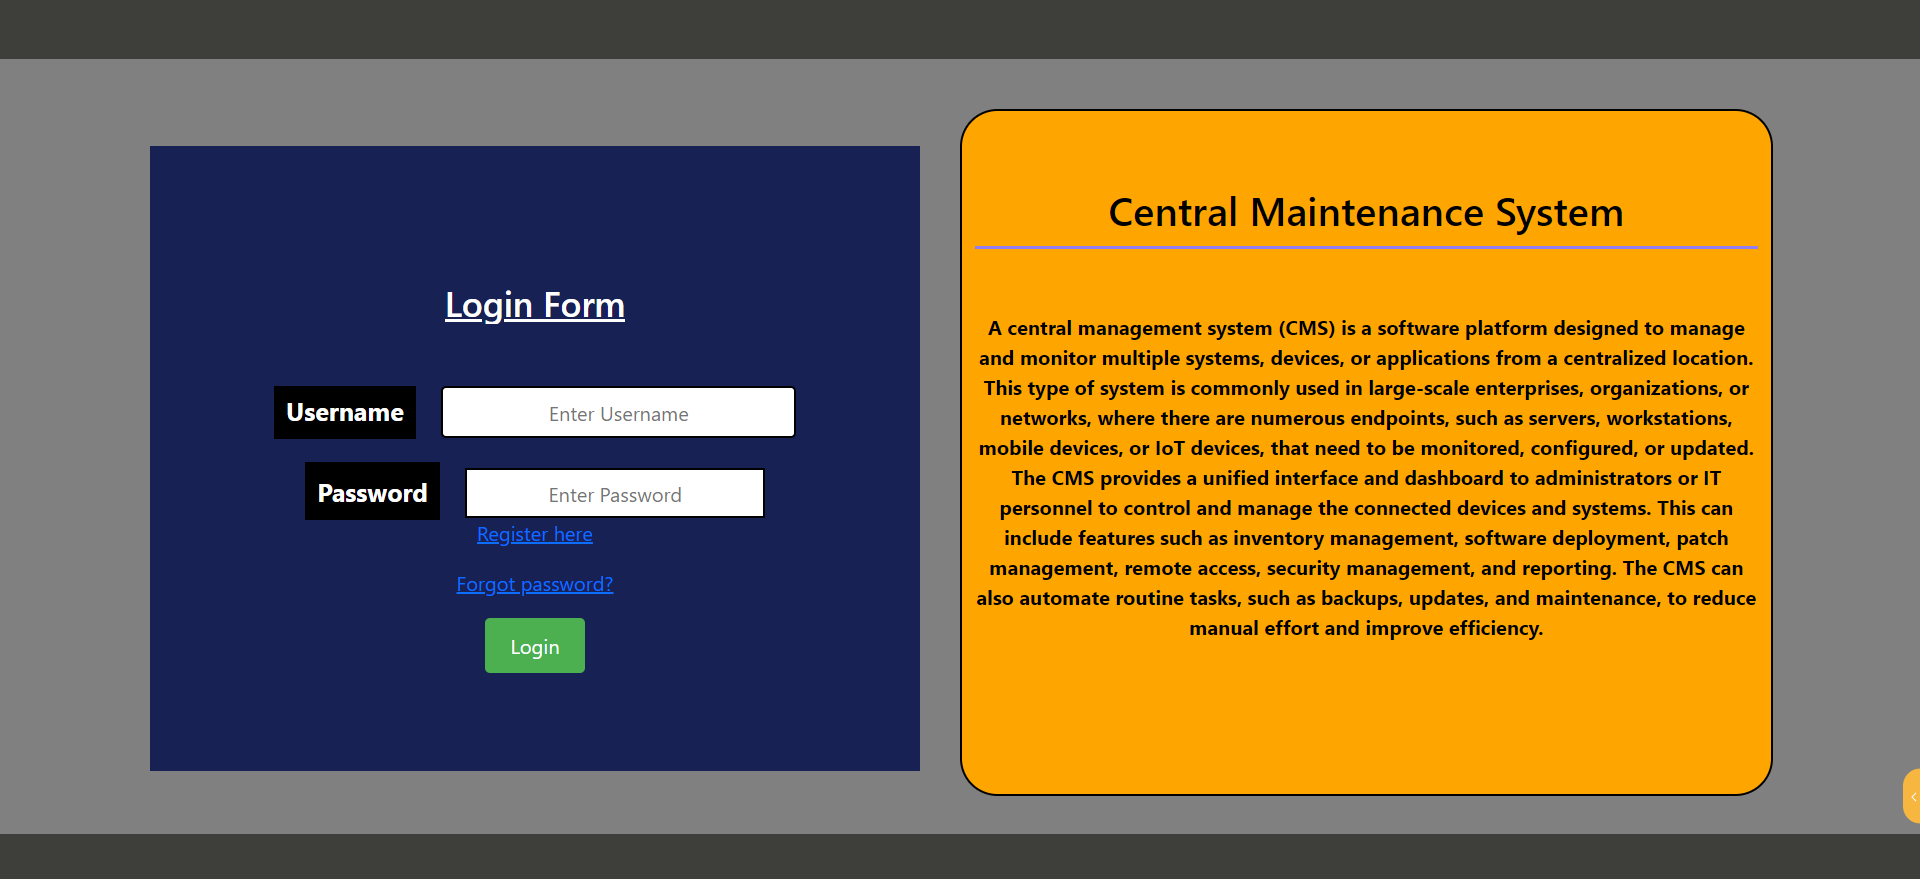 Login Form
Username
Enter Username
Password
Enter Password
Register here
Forgot password?
Login
Central Maintenance System
A central management system (CMS) is a software platform designed to manage
and monitor multiple systems, devices, or applications from a centralized location.
This type of system is commonly used in large-scale enterprises, organizations, or
networks, where there are numerous endpoints, such as servers, workstations,
mobile devices, or IoT devices, that need to be monitored, configured, or updated.
The CMS provides a unified interface and dashboard to administrators or IT
personnel to control and manage the connected devices and systems. This can
include features such as inventory management, software deployment, patch
management, remote access, security management, and reporting. The CMS can
also automate routine tasks, such as backups, updates, and maintenance, to reduce
manual effort and improve efficiency.